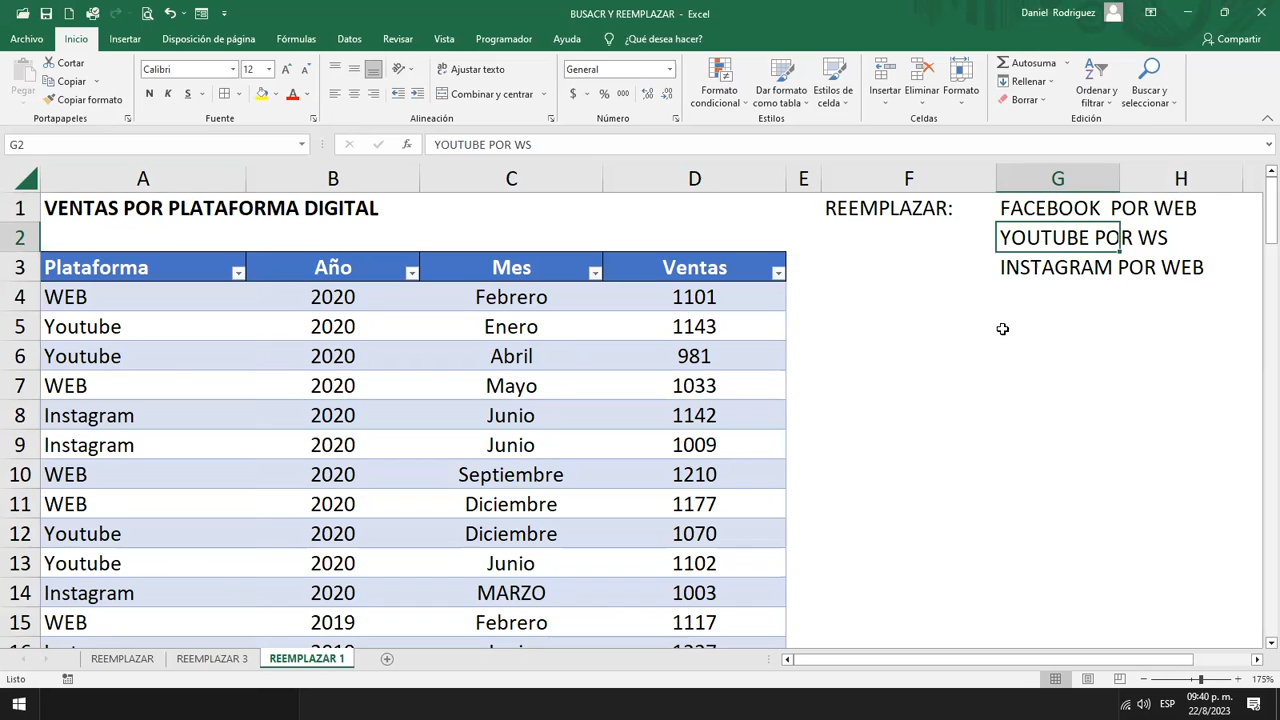 BUSACR Y REEMPLAZAR - Excel
Daniel Rodriguez
Archivo Inicio Insertar Disposición de página Fórmulas Datos Revisar Vista Programador Ayuda ¿Qué desea hacer? Compartir
Pegar Cortar
Copiar
Copiar formato
Portapapeles
Calibri 12
N K S
Fuente
Ajustar texto
Combinar y centrar
Alineación
General
$ % 000
Número
Formato condicional
Dar formato como tabla
Estilos de celda
Estilos
Insertar Eliminar Formato
Celdas
Autosuma
Rellenar
Borrar
Ordenar y filtrar
Buscar y seleccionar
Edición
G2 fx YOUTUBE POR WS
A B C D E F G H
1 VENTAS POR PLATAFORMA DIGITAL REEMPLAZAR: FACEBOOK  POR WEB
2 YOUTUBE POR WS
3 Plataforma Año Mes Ventas INSTAGRAM POR WEB
4 WEB 2020 Febrero 1101
5 Youtube 2020 Enero 1143
6 Youtube 2020 Abril 981
7 WEB 2020 Mayo 1033
8 Instagram 2020 Junio 1142
9 Instagram 2020 Junio 1009
10 WEB 2020 Septiembre 1210
11 WEB 2020 Diciembre 1177
12 Youtube 2020 Diciembre 1070
13 Youtube 2020 Junio 1102
14 Instagram 2020 MARZO 1003
15 WEB 2019 Febrero 1117
REEMPLAZAR REEMPLAZAR 3 REEMPLAZAR 1
Listo 175%
ESP 09:40 p. m.
22/8/2023